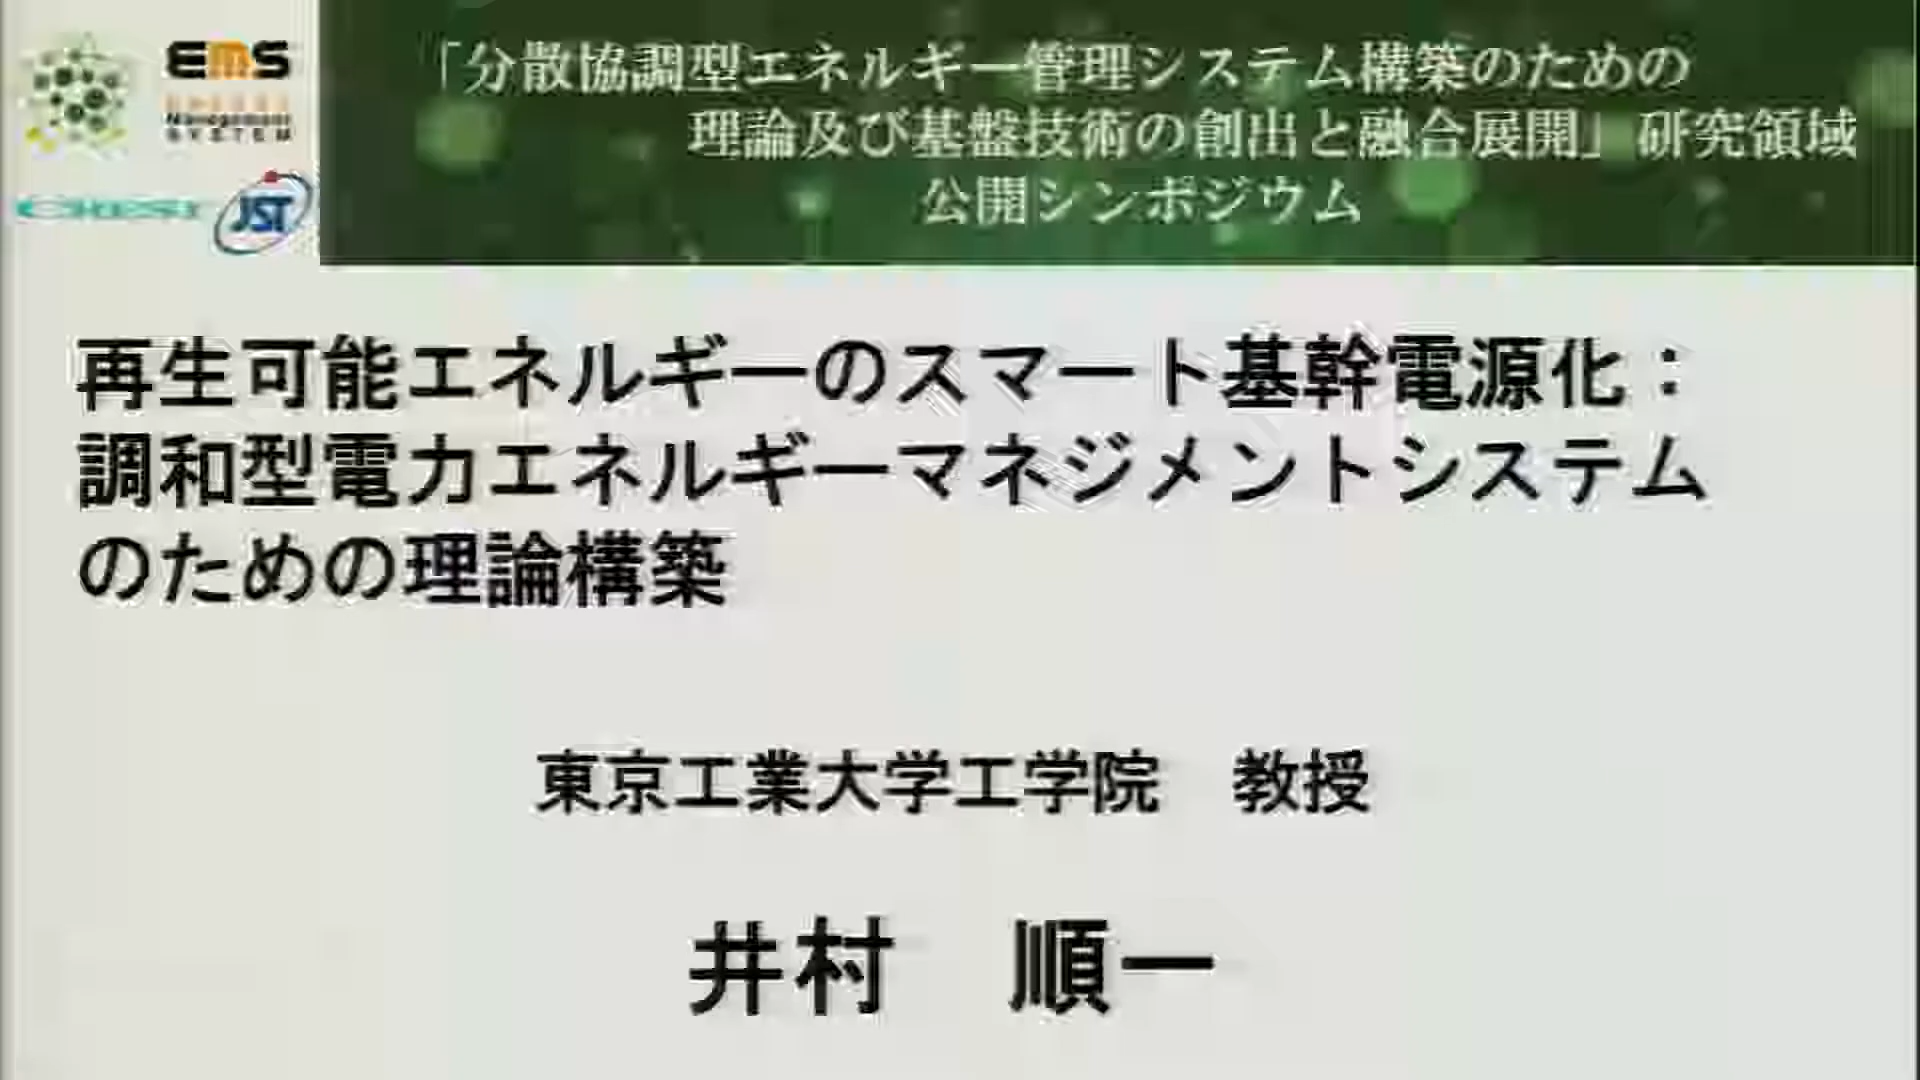 EMS
ENERGY
Management
SYSTEM
CREST
JST
「分散協調型エネルギー管理システム構築のための
理論及び基盤技術の創出と融合展開」研究領域
公開シンポジウム
再生可能エネルギーのスマート基幹電源化：
調和型電力エネルギーマネジメントシステム
のための理論構築
東京工業大学工学院　教授
井村　順一